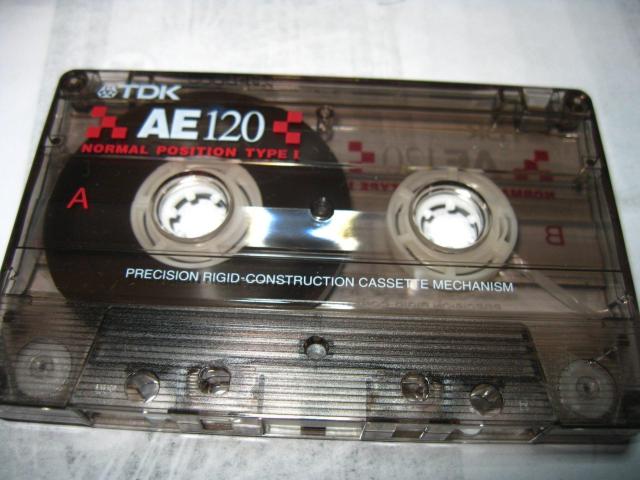 TDK
AE120
NORMAL POSITION TYPE I
A
B
PRECISION RIGID-CONSTRUCTION CASSETTE MECHANISM